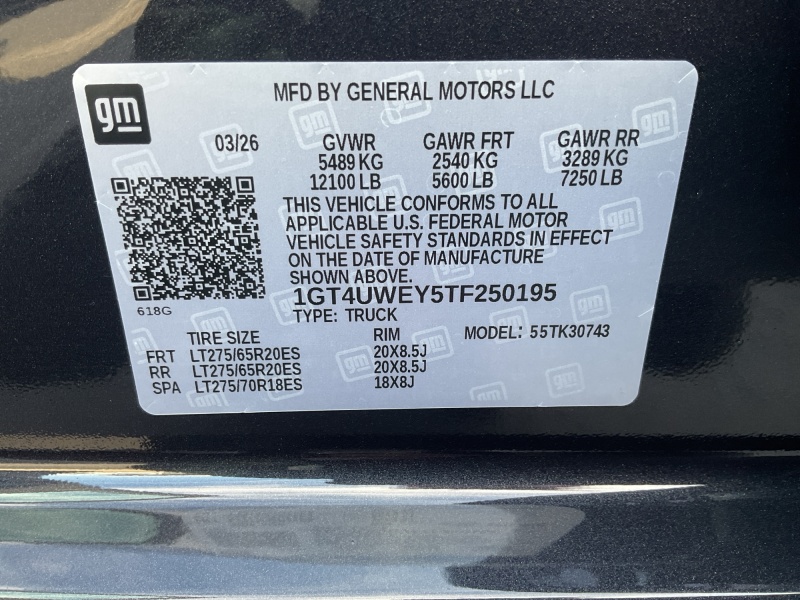 gm
MFD BY GENERAL MOTORS LLC
03/26 GVWR GAWR FRT GAWR RR
5489 KG 2540 KG 3289 KG
12100 LB 5600 LB 7250 LB
THIS VEHICLE CONFORMS TO ALL
APPLICABLE U.S. FEDERAL MOTOR
VEHICLE SAFETY STANDARDS IN EFFECT
ON THE DATE OF MANUFACTURE
SHOWN ABOVE.
618G
1GT4UWEY5TF250195
TYPE: TRUCK
TIRE SIZE RIM MODEL: 55TK30743
FRT LT275/65R20ES 20X8.5J
RR LT275/65R20ES 20X8.5J
SPA LT275/70R18ES 18X8J